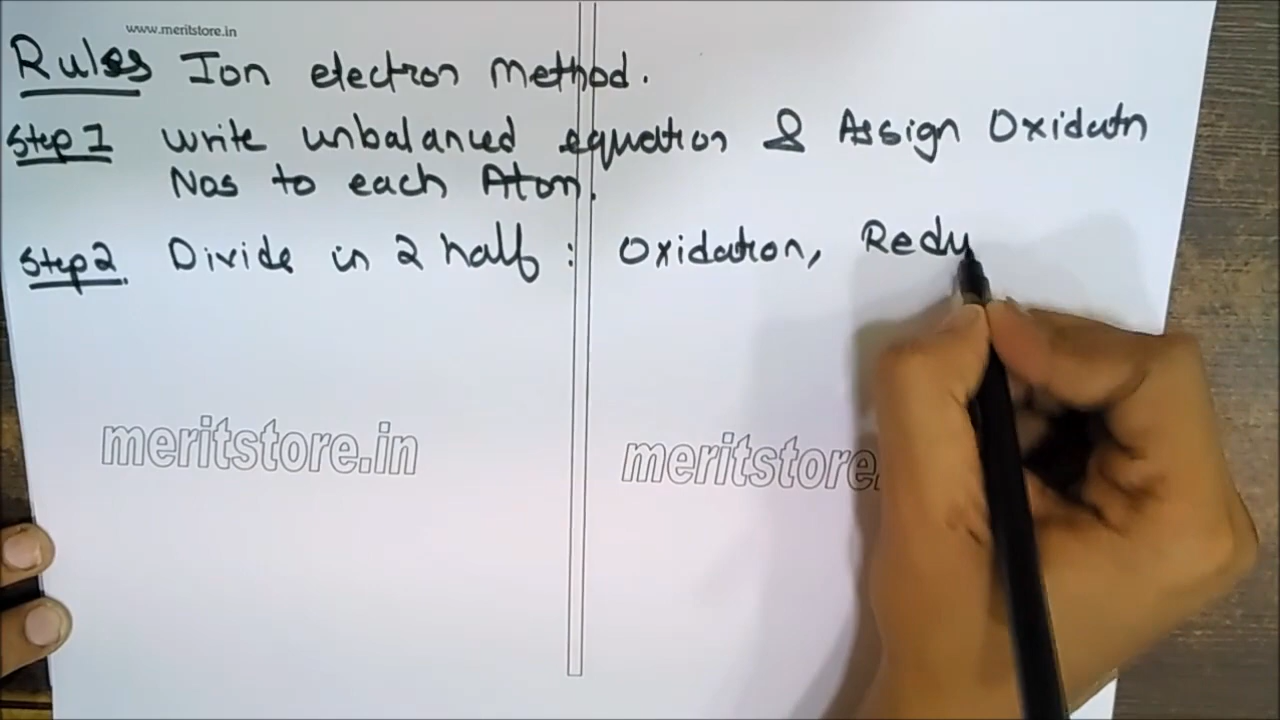 www.meritstore.in
Rules Ion electron method.
Step 1 Write unbalanced equation & Assign Oxidatn
Nos to each Atom.
Step 2 Divide in 2 half : Oxidation, Redu
meritstore.in meritstore.